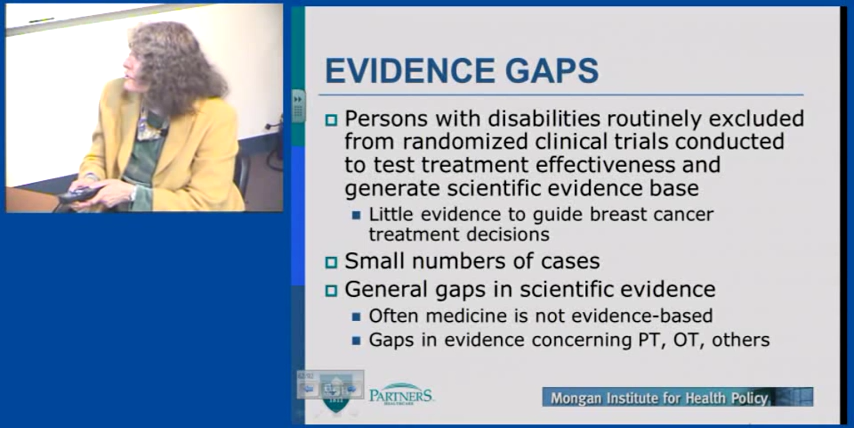 EVIDENCE GAPS
Persons with disabilities routinely excluded
from randomized clinical trials conducted
to test treatment effectiveness and
generate scientific evidence base
Little evidence to guide breast cancer
treatment decisions
Small numbers of cases
General gaps in scientific evidence
Often medicine is not evidence-based
Gaps in evidence concerning PT, OT, others
PARTNERS
HEALTHCARE
Mongan Institute for Health Policy